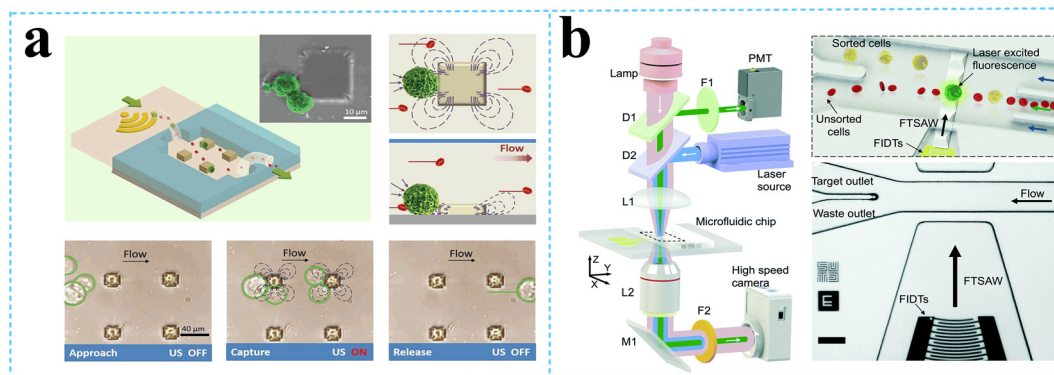 a
10 μm
Flow
Flow
Approach US OFF
Flow
Capture US ON
Flow
Release US OFF
40 μm
b
Lamp
F1
PMT
D1
D2
Laser
source
L1
Microfluidic chip
Z
Y
X
L2
High speed
camera
F2
M1
Sorted cells
Laser excited
fluorescence
Unsorted
cells
FTSAW
FIDTs
Target outlet
Waste outlet
Flow
FIDTs
FTSAW
E